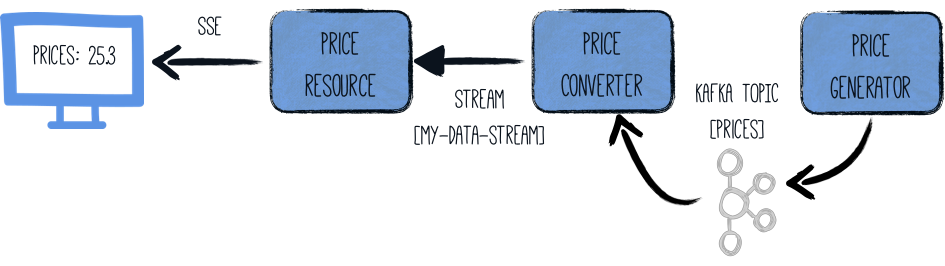 PRICES: 25.3
SSE
PRICE
RESOURCE
STREAM
[MY-DATA-STREAM]
PRICE
CONVERTER
KAFKA TOPIC
[PRICES]
PRICE
GENERATOR